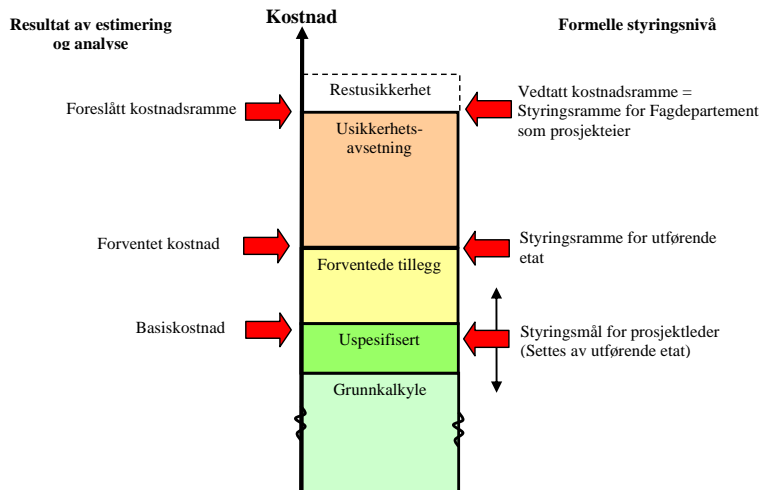 Resultat av estimering
og analyse
Kostnad
Formelle styringsnivå
Restusikkerhet
Foreslått kostnadsramme
Vedtatt kostnadsramme =
Styringsramme for Fagdepartement
som prosjekteier
Usikkerhets-
avsetning
Forventet kostnad
Styringsramme for utførende
etat
Forventede tillegg
Basiskostnad
Styringsmål for prosjektleder
(Settes av utførende etat)
Uspesifisert
Grunnkalkyle